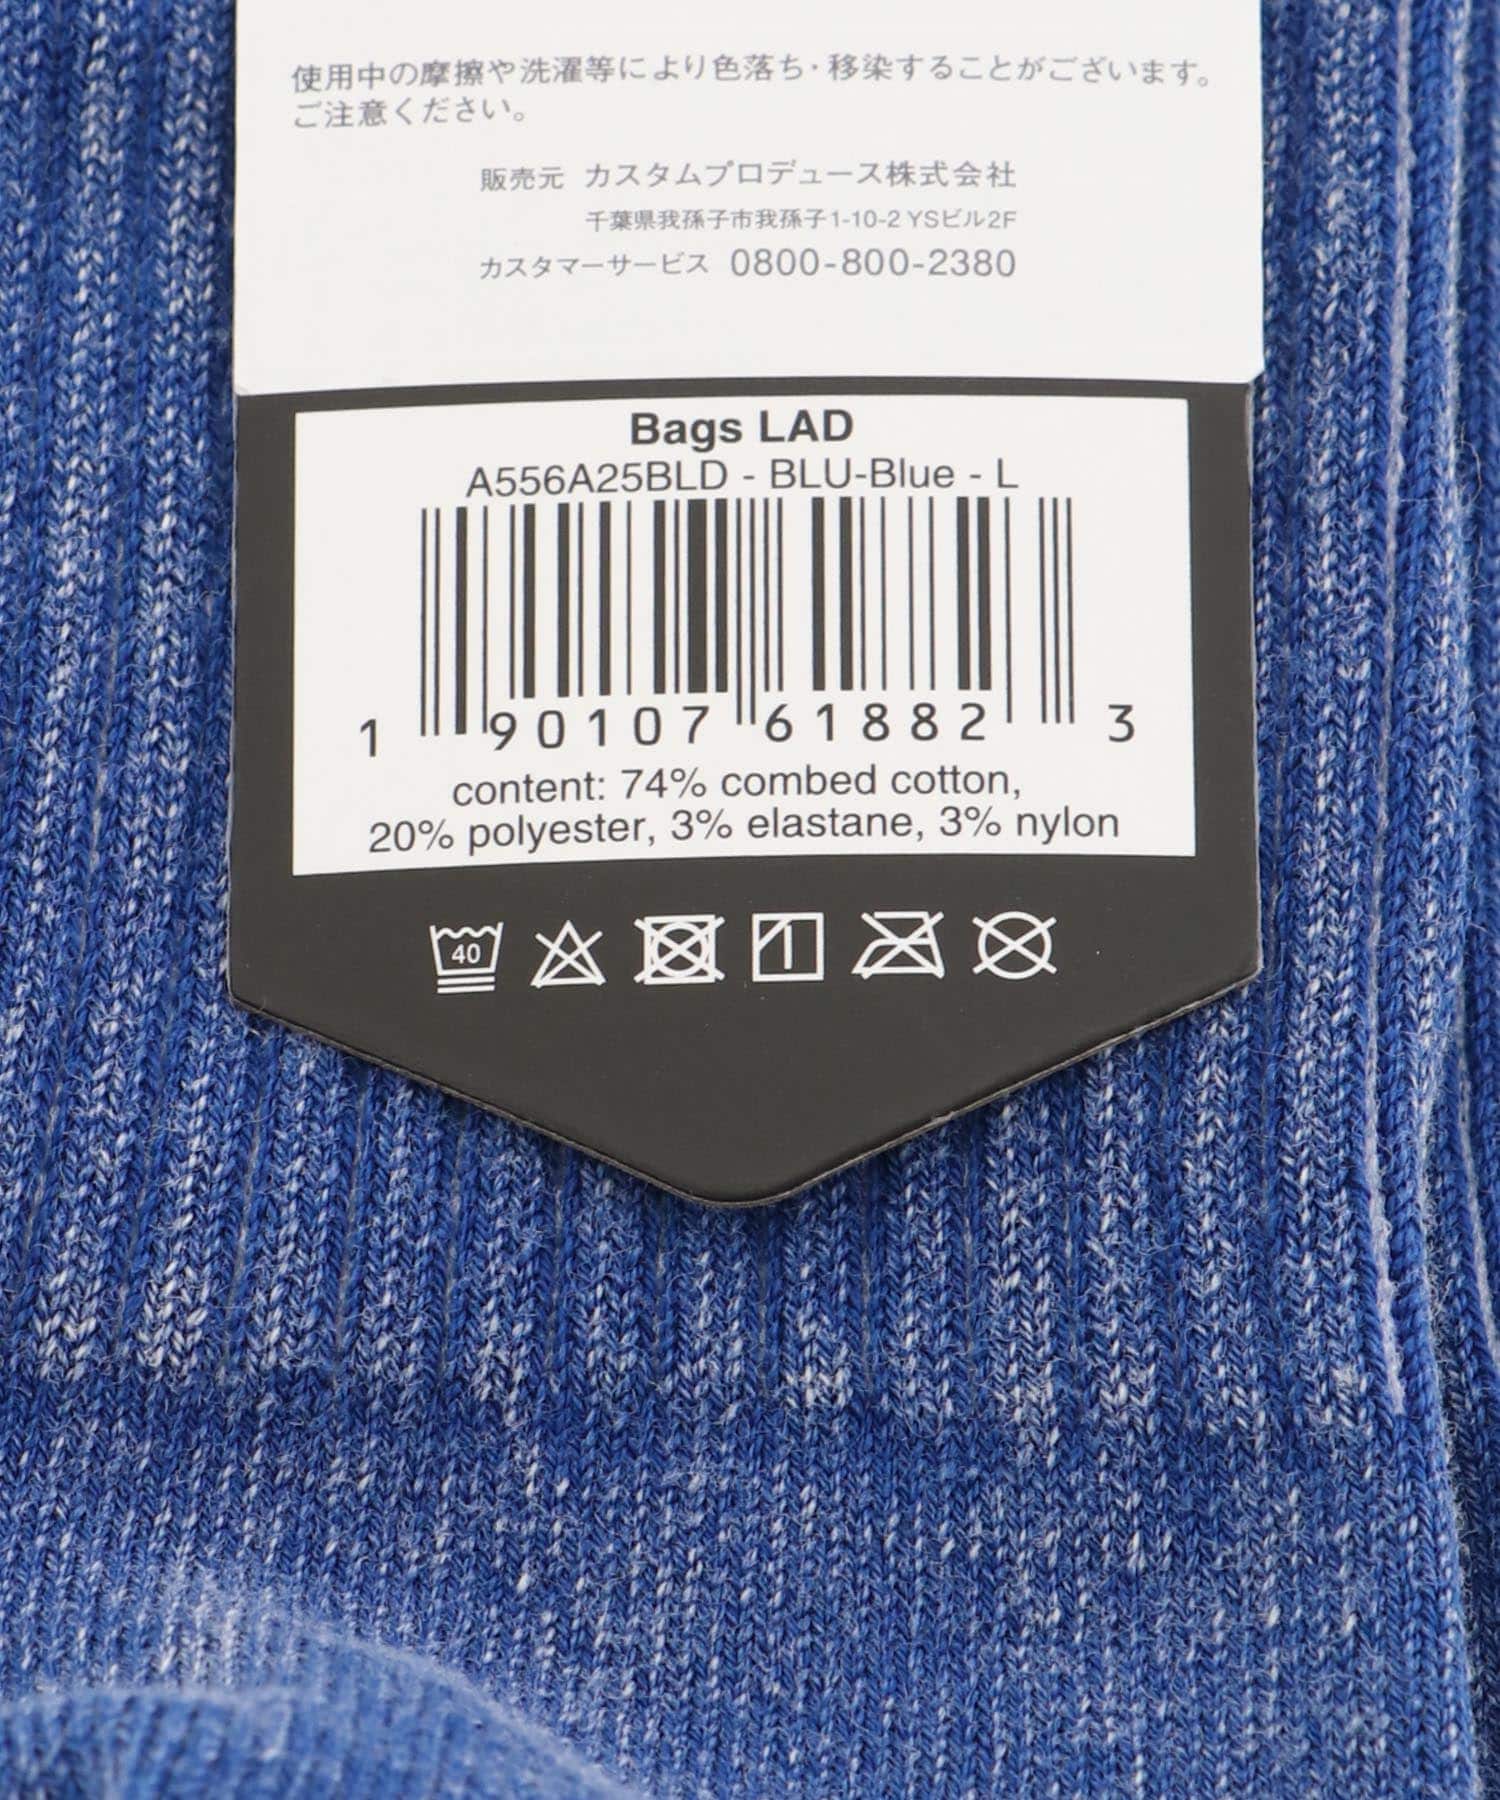 使用中の摩擦や洗濯等により色落ち・移染することがございます。
ご注意ください。
販売元 カスタムプロデュース株式会社
千葉県我孫子市我孫子1-10-2 YSビル2F
カスタマーサービス 0800-800-2380
Bags LAD
A556A25BLD - BLU-Blue - L
1 90107 61882 3
content: 74% combed cotton,
20% polyester, 3% elastane, 3% nylon
40